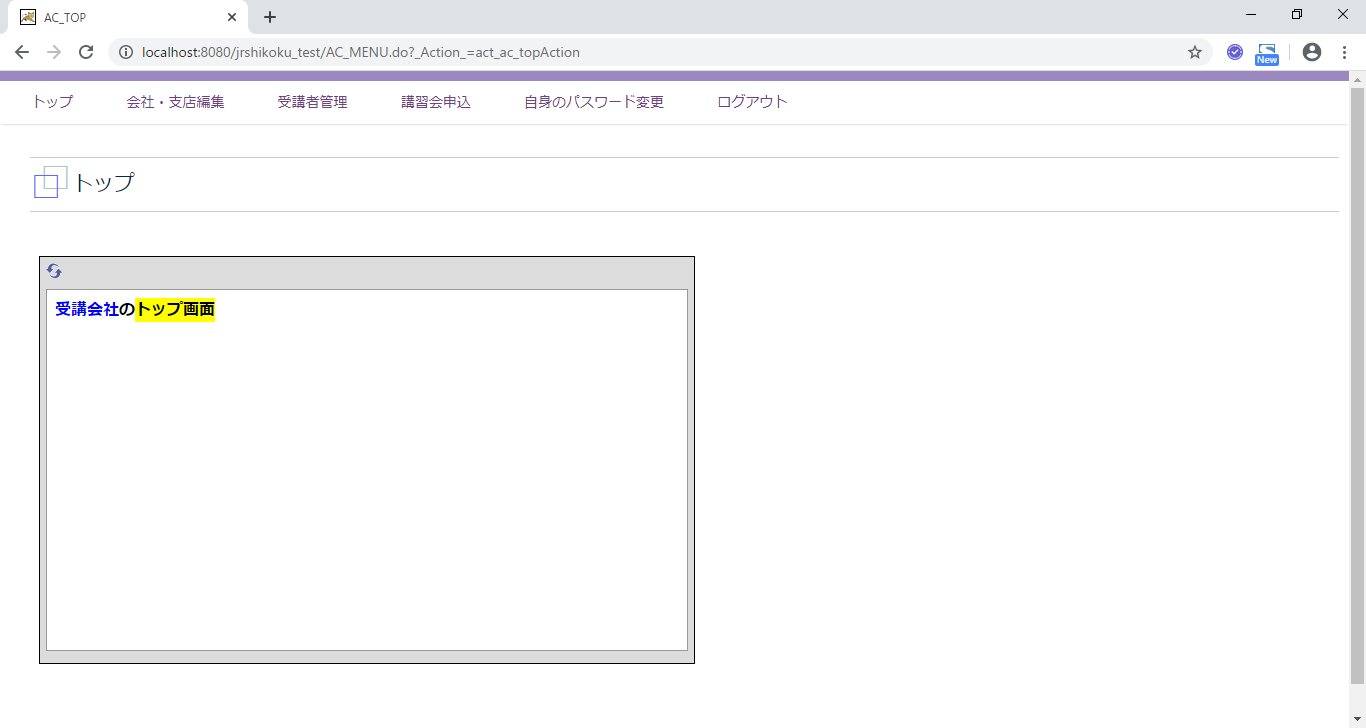 AC_TOP
localhost:8080/jrshikoku_test/AC_MENU.do?_Action_=act_ac_topAction
New
トップ 会社・支店編集 受講者管理 講習会申込 自身のパスワード変更 ログアウト
トップ
受講会社のトップ画面